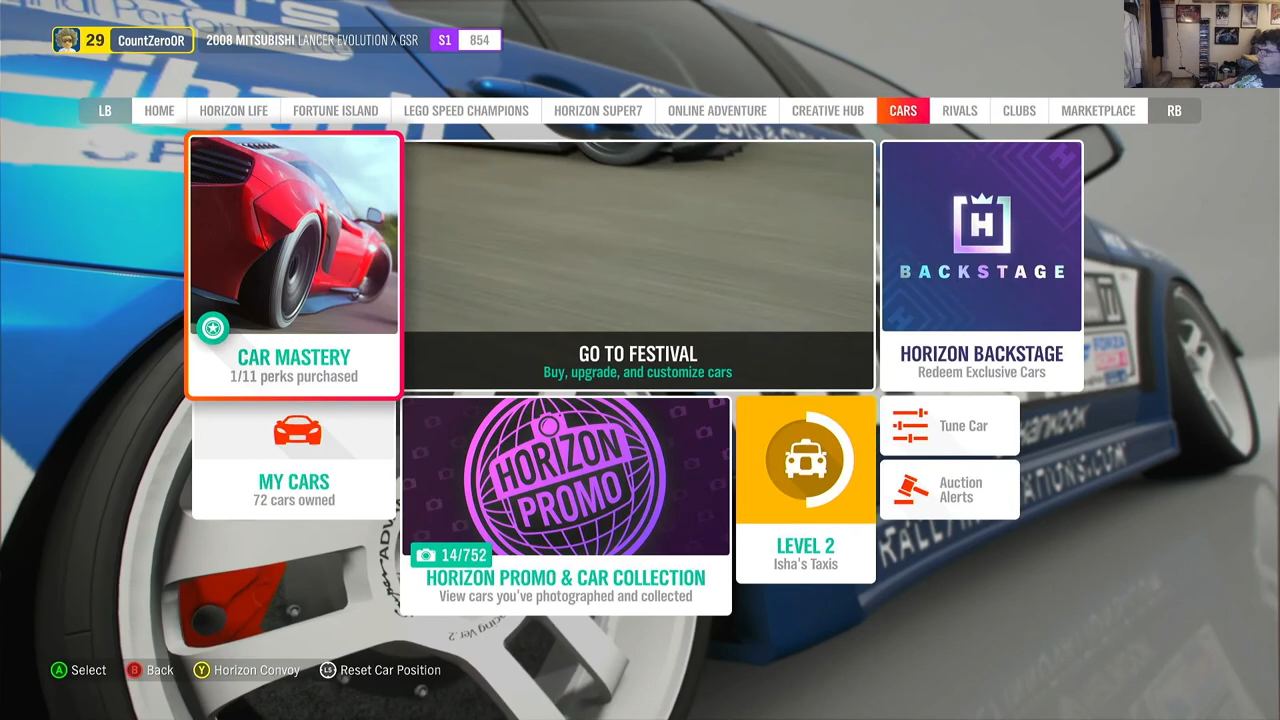 29 CountZeroOR 2008 MITSUBISHI LANCER EVOLUTION X GSR S1 854
LB HOME HORIZON LIFE FORTUNE ISLAND LEGO SPEED CHAMPIONS HORIZON SUPER7 ONLINE ADVENTURE CREATIVE HUB CARS RIVALS CLUBS MARKETPLACE RB
CAR MASTERY
1/11 perks purchased
GO TO FESTIVAL
Buy, upgrade, and customize cars
H
BACKSTAGE
HORIZON BACKSTAGE
Redeem Exclusive Cars
MY CARS
72 cars owned
HORIZON
PROMO
14/752
HORIZON PROMO & CAR COLLECTION
View cars you've photographed and collected
LEVEL 2
Isha's Taxis
Tune Car
Auction
Alerts
FORZA
HANKOOK
A Select B Back Y Horizon Convoy LS Reset Car Position